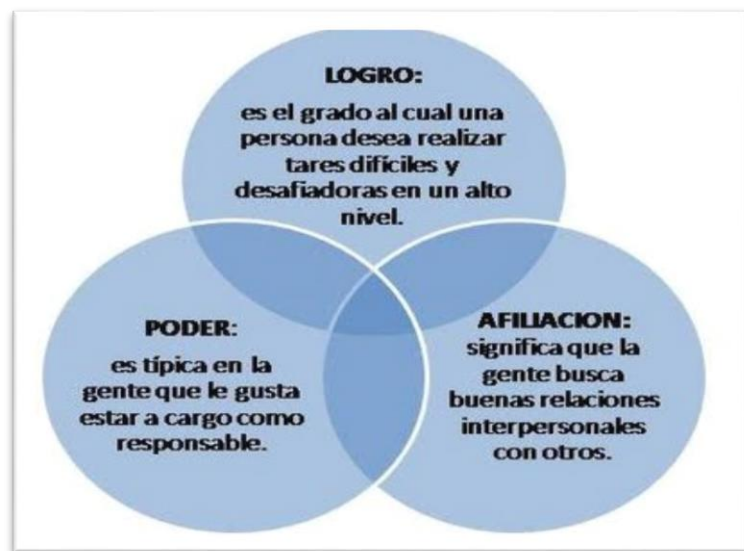 LOGRO:
es el grado al cual una
persona desea realizar
tares difíciles y
desafiadoras en un alto
nivel.
PODER:
es típica en la
gente que le gusta
estar a cargo como
responsable.
AFILIACION:
significa que la
gente busca
buenas relaciones
interpersonales
con otros.